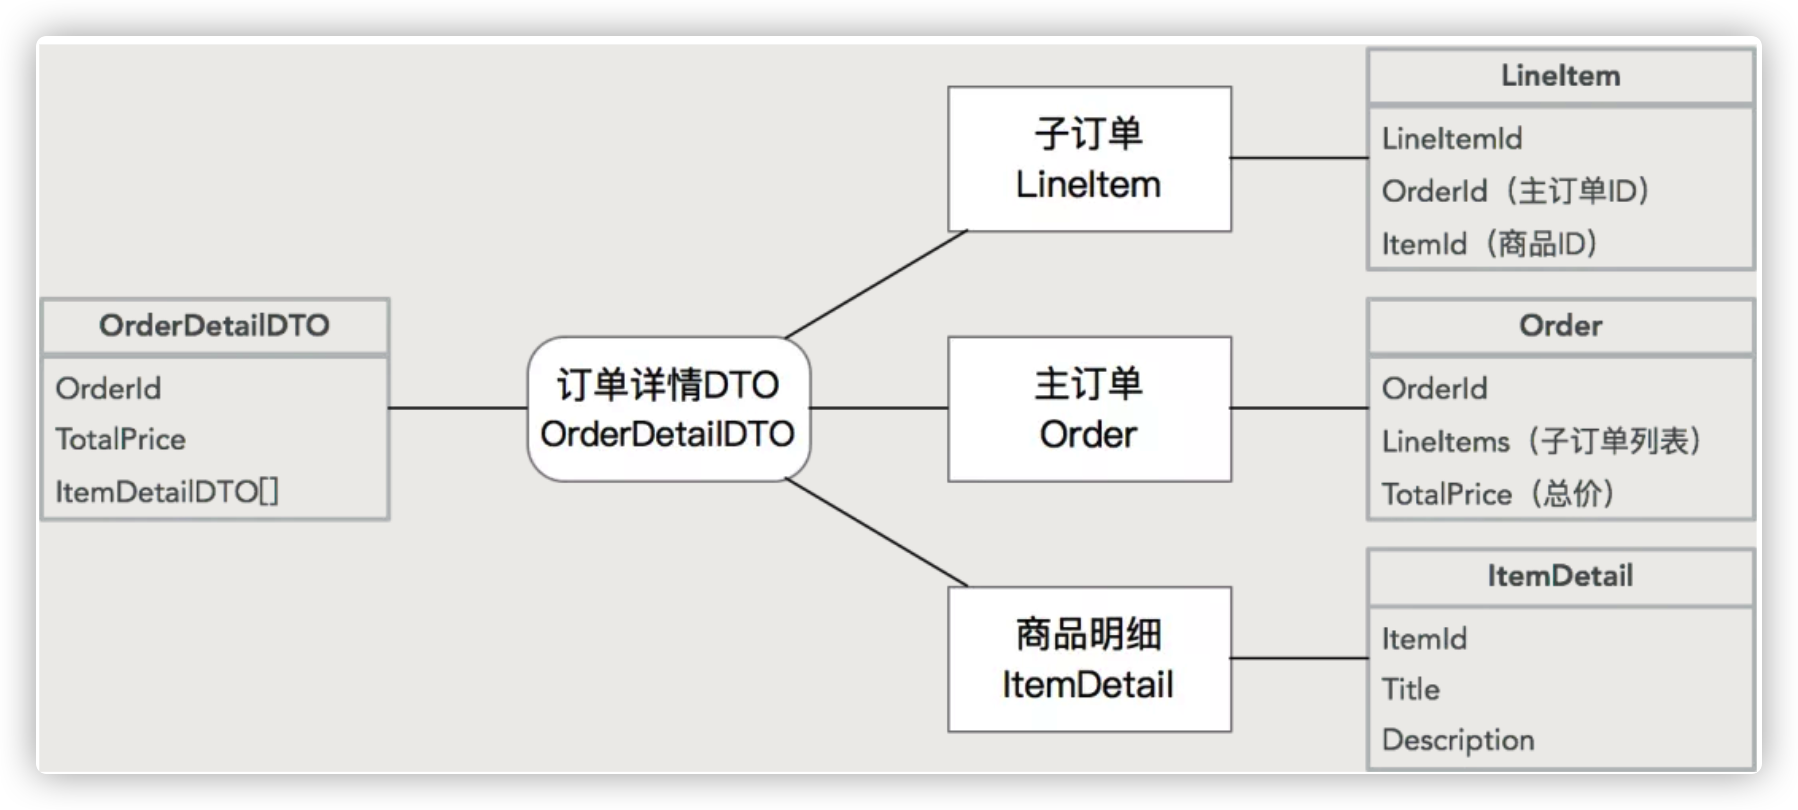 OrderDetailDTO
OrderId
TotalPrice
ItemDetailDTO[]
订单详情DTO
OrderDetailDTO
子订单
LineItem
主订单
Order
商品明细
ItemDetail
LineItem
LineItemId
OrderId（主订单ID）
ItemId（商品ID）
Order
OrderId
LineItems（子订单列表）
TotalPrice（总价）
ItemDetail
ItemId
Title
Description